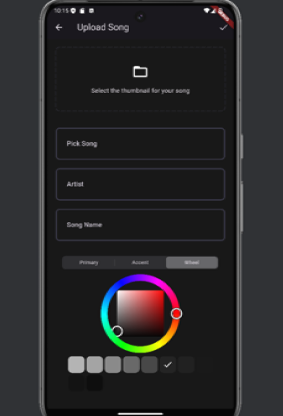 10:15
Upload Song
Select the thumbnail for your song
Pick Song
Artist
Song Name
Primary Accent Wheel